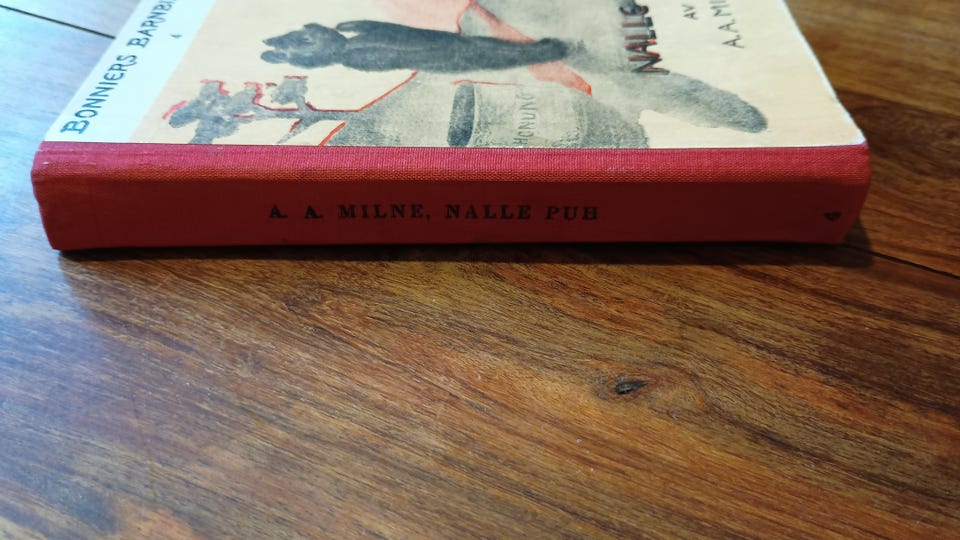 BONNIERS BARNBI
4
NALLE
AV
A.A.MI
HONUNG
A. A. MILNE, NALLE PUH
4